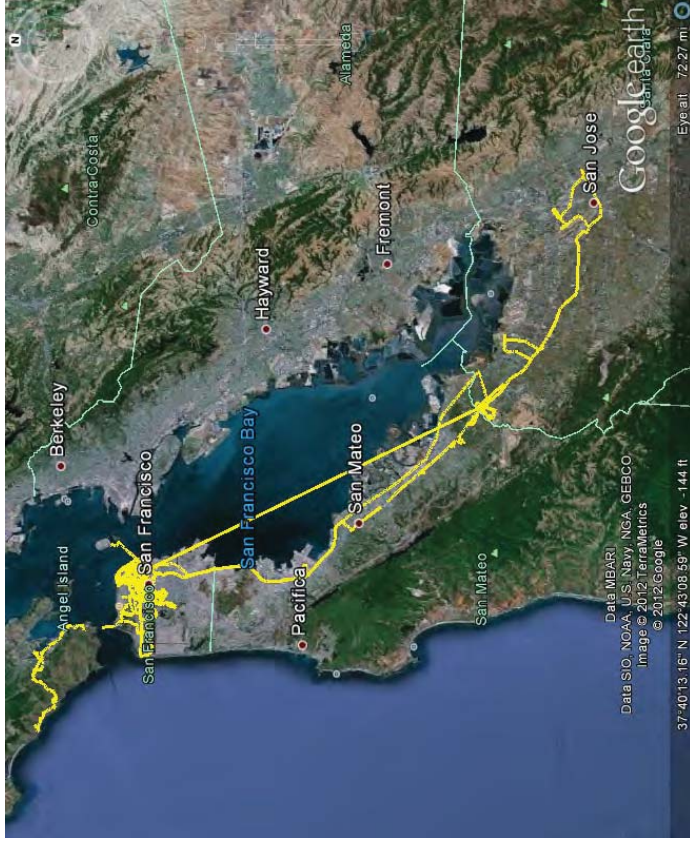 N
Contra Costa
Alameda
Berkeley
Hayward
Fremont
Angel Island
San Francisco
San Francisco
San Francisco Bay
San Mateo
San Jose
Pacifica
San Mateo
Santa Clara
Google earth
Data MBARI
Data SIO, NOAA, U.S. Navy, NGA, GEBCO
Image © 2012 TerraMetrics
© 2012 Google
37°40'13.16" N 122°43'08.59" W elev -144 ft
Eye alt 72.27 mi